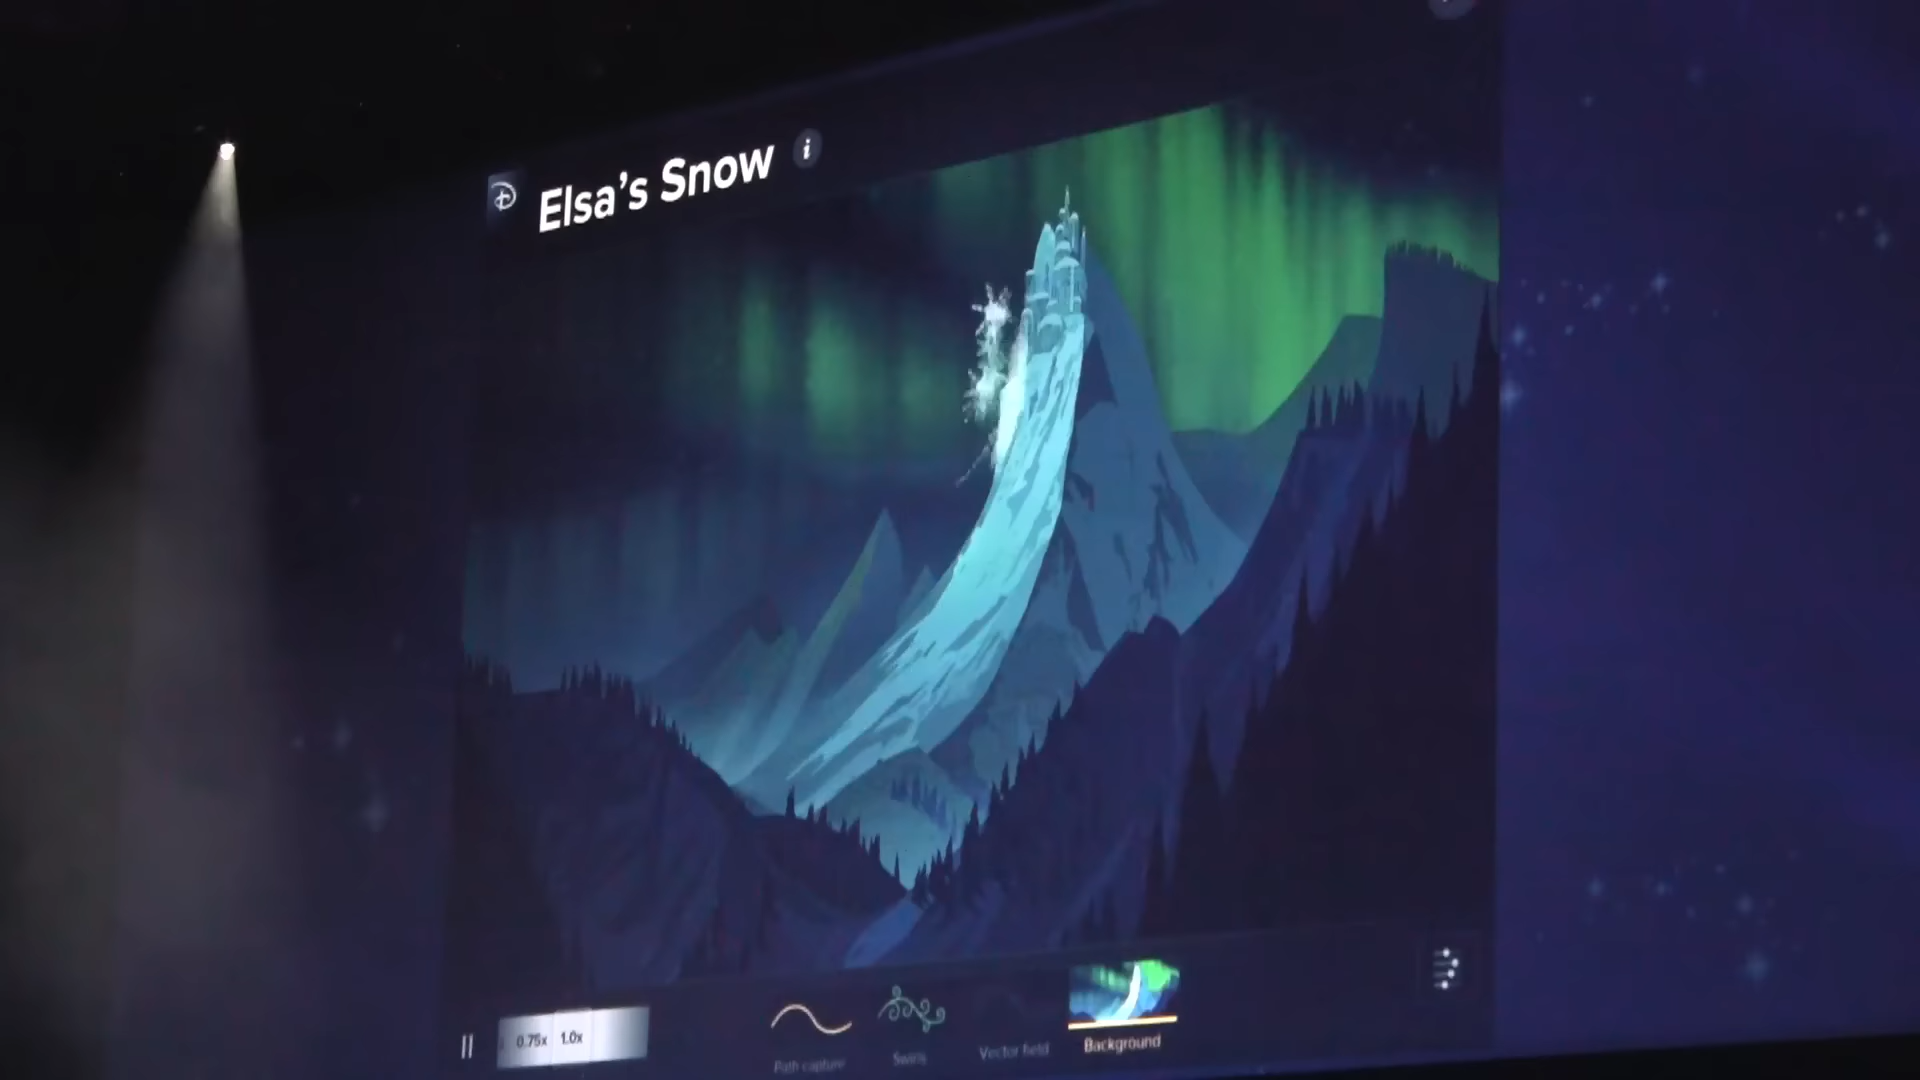 Elsa's Snow
i
0.75x 1.0x
Path capture
Swirls
Vector field
Background